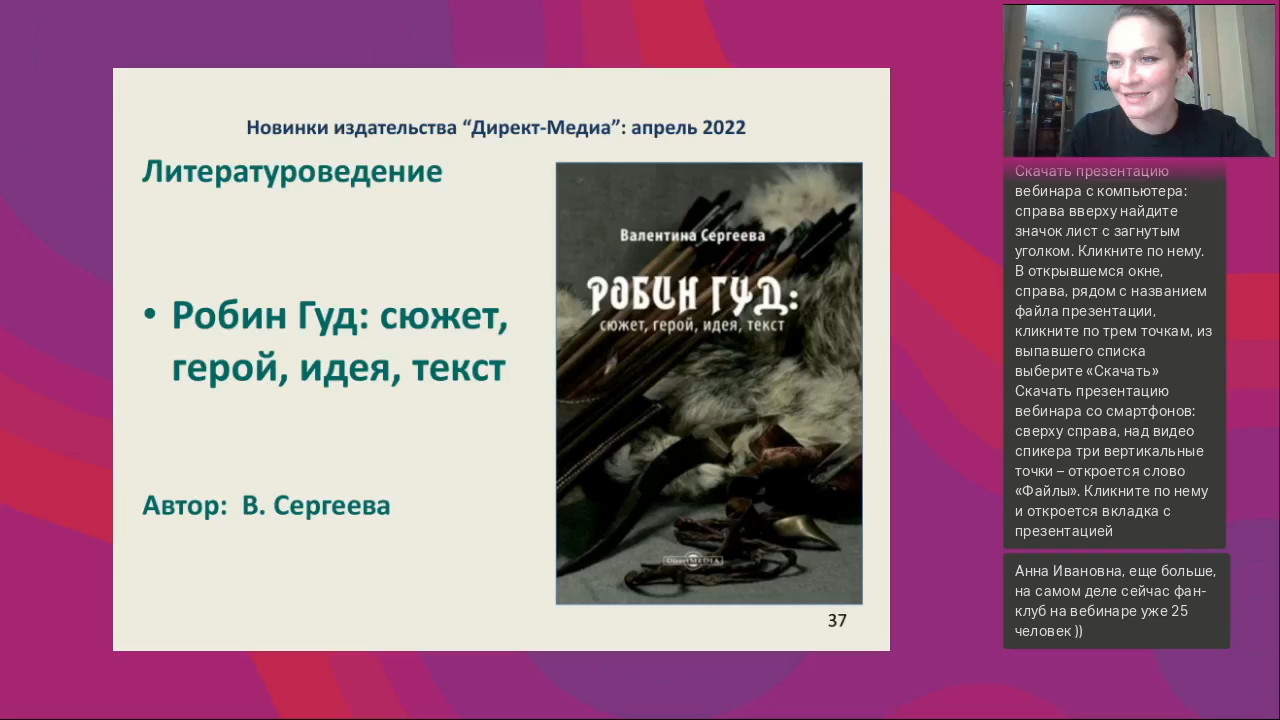 Новинки издательства “Директ-Медиа”: апрель 2022
Литературоведение
• Робин Гуд: сюжет,
герой, идея, текст
Автор: В. Сергеева
Валентина Сергеева
РОБИН ГУД:
сюжет, герой, идея, текст
DirectMEDIA
37
Скачать презентацию
вебинара с компьютера:
справа вверху найдите
значок лист с загнутым
уголком. Кликните по нему.
В открывшемся окне,
справа, рядом с названием
файла презентации,
кликните по трем точкам, из
выпавшего списка
выберите «Скачать»
Скачать презентацию
вебинара со смартфонов:
сверху справа, над видео
спикера три вертикальные
точки – откроется слово
«Файлы». Кликните по нему
и откроется вкладка с
презентацией
Анна Ивановна, еще больше,
на самом деле сейчас фан-
клуб на вебинаре уже 25
человек ))